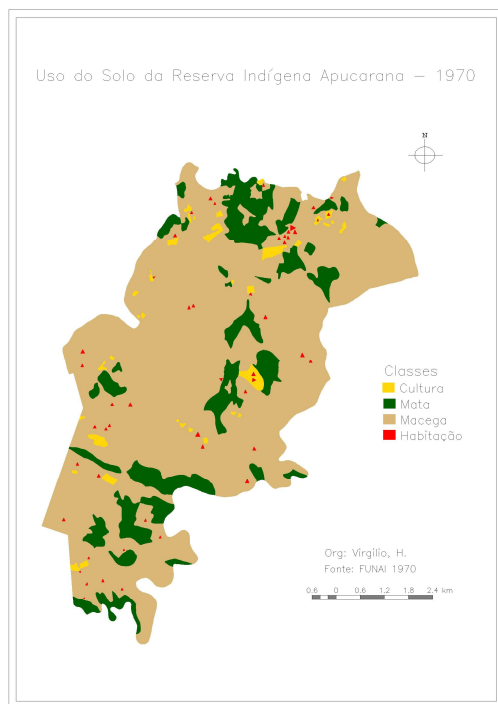 Uso do Solo da Reserva Indígena Apucarana – 1970
N
Classes
Cultura
Mata
Macega
Habitação
Org: Virgílio, H.
Fonte: FUNAI 1970
0.6 0 0.6 1.2 1.8 2.4 km